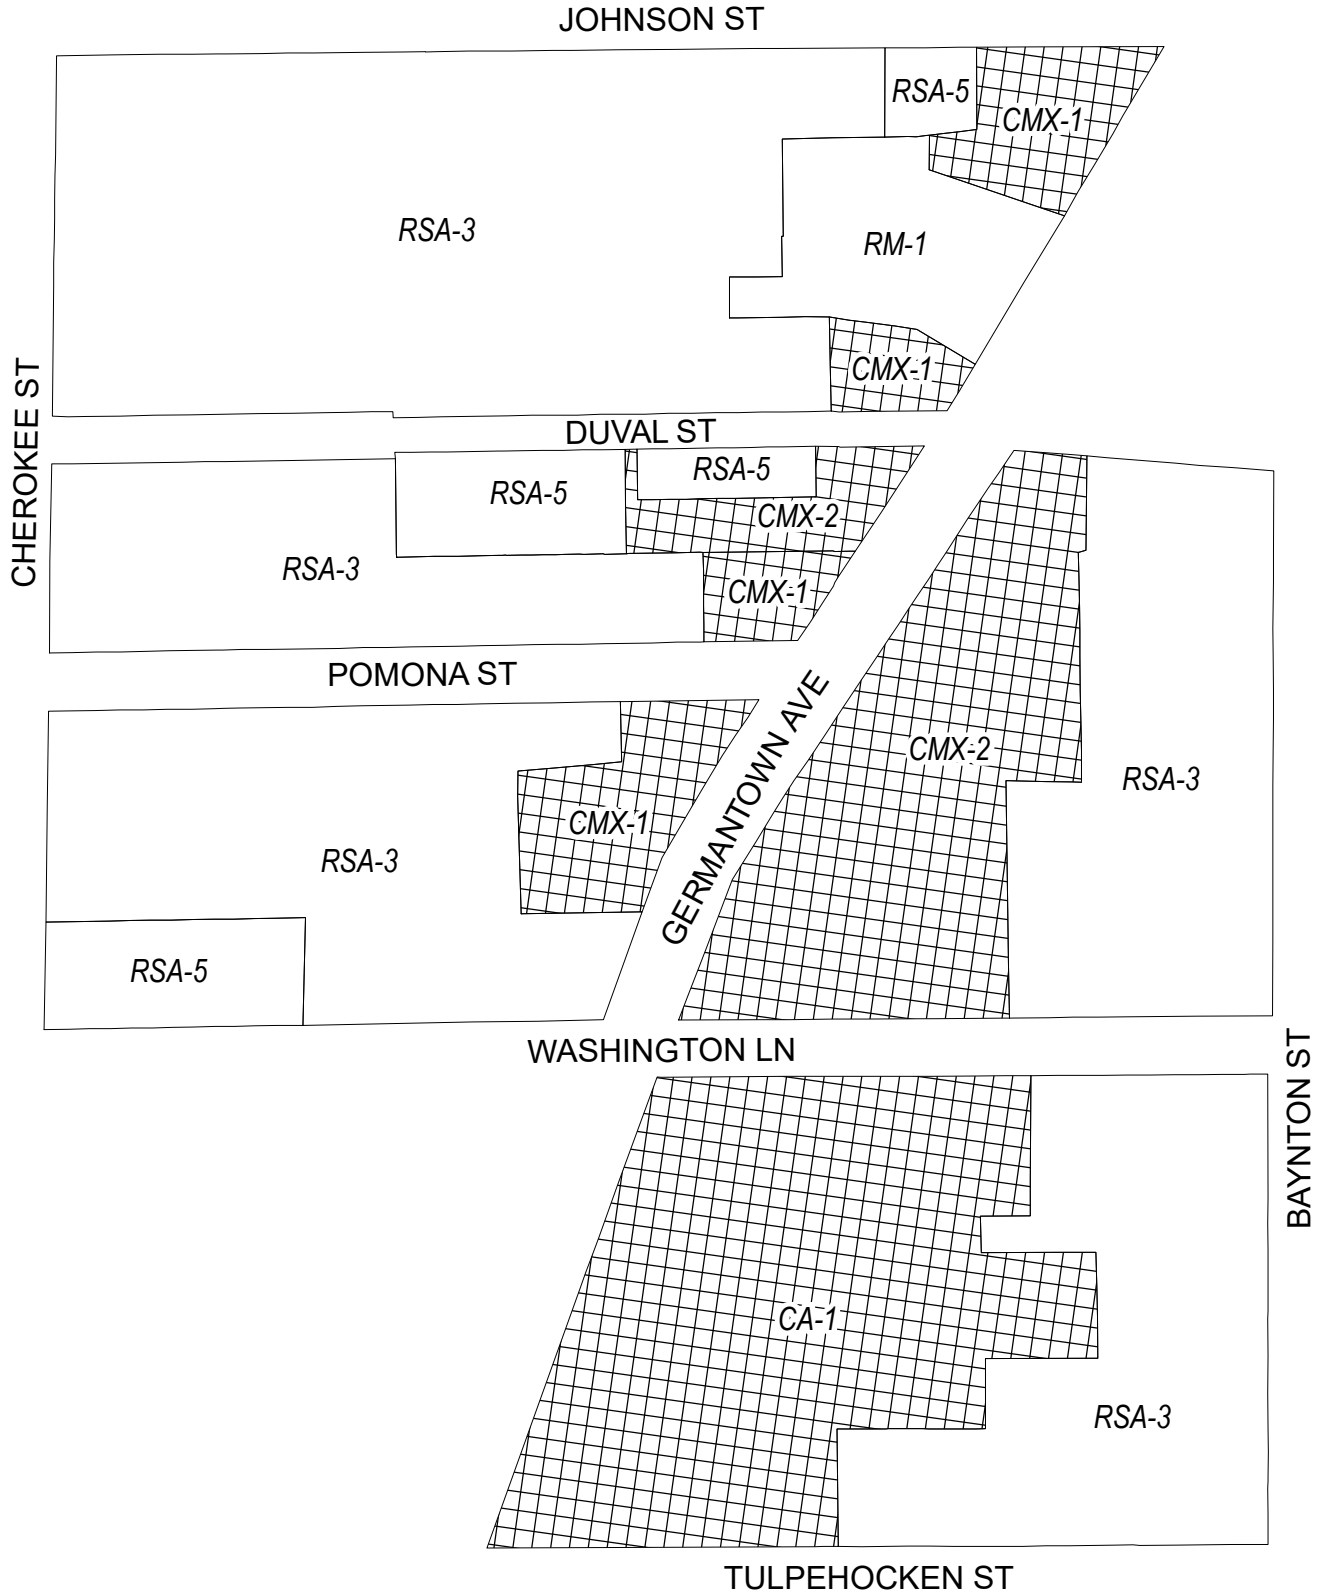 JOHNSON ST
RSA-5
CMX-1
RSA-3
RM-1
CMX-1
CHEROKEE ST
DUVAL ST
RSA-5
RSA-5
CMX-2
RSA-3
CMX-1
POMONA ST
GERMANTOWN AVE
CMX-2
RSA-3
CMX-1
RSA-3
RSA-5
WASHINGTON LN
BAYNTON ST
CA-1
RSA-3
TULPEHOCKEN ST